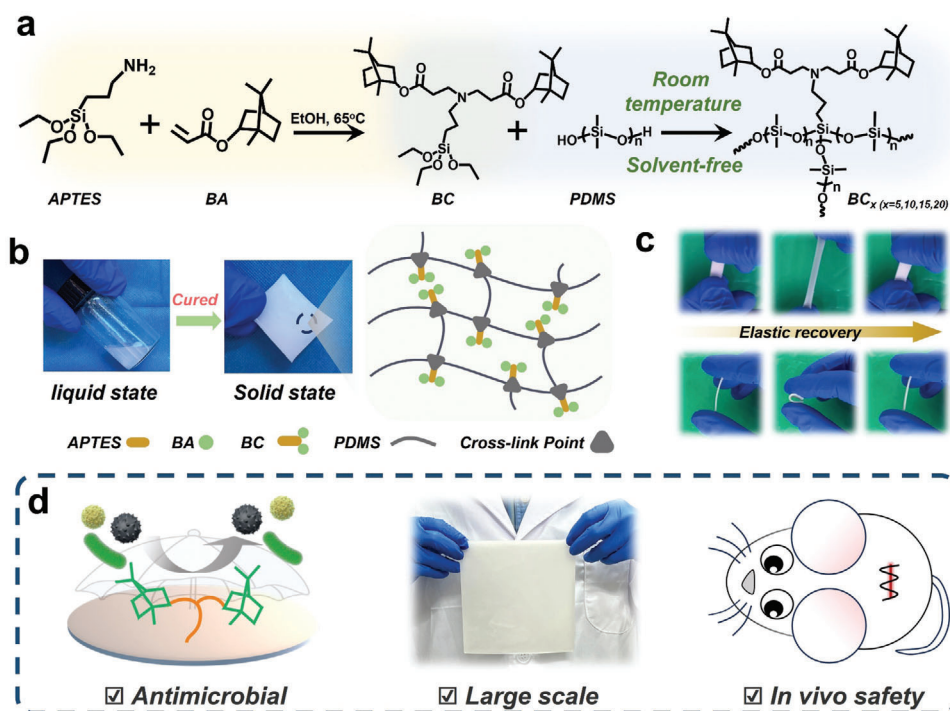 a
NH₂
Si
O
O
O
APTES
+
O
O
BA
EtOH, 65°C
O
O
N
O
O
Si
O
O
O
BC
+
HO
Si
O
n
H
PDMS
Room
temperature
Solvent-free
O
O
N
O
O
Si
O
n
Si
O
O
n
Si
O
Si
n
O
BCx (x=5,10,15,20)
b
Cured
liquid state
Solid state
APTES
BA
BC
PDMS
Cross-link Point
c
Elastic recovery
d
☑ Antimicrobial
☑ Large scale
☑ In vivo safety